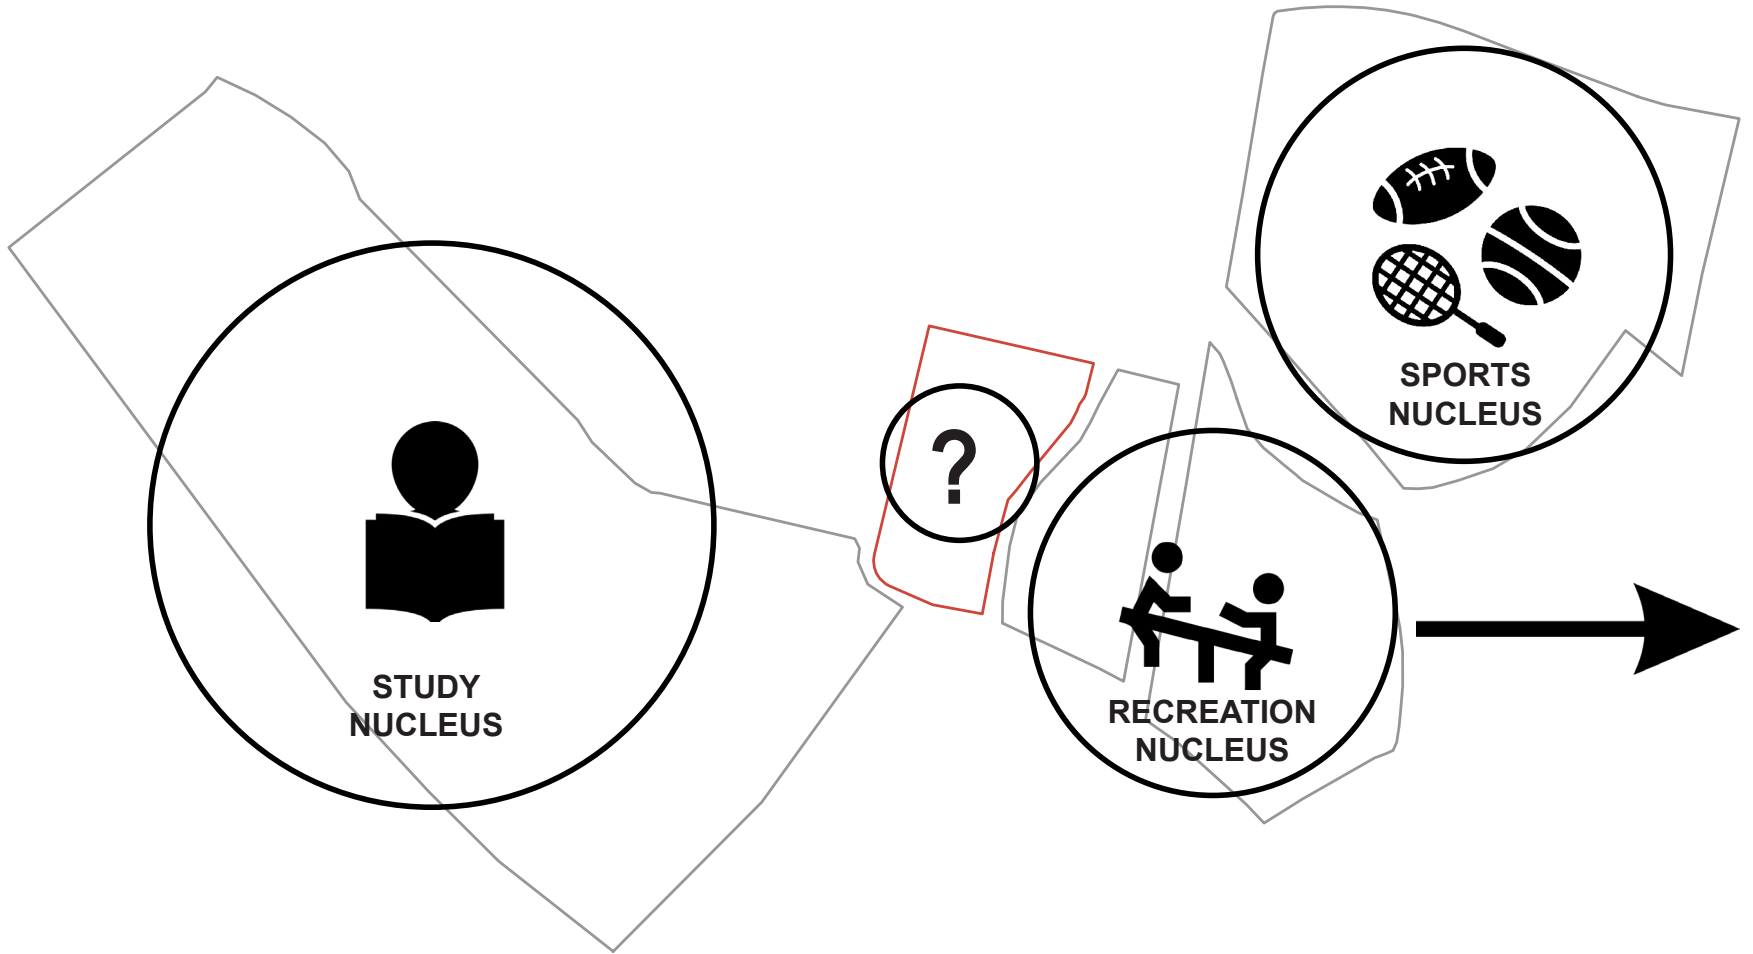 SPORTS
NUCLEUS
?
STUDY
NUCLEUS
RECREATION
NUCLEUS